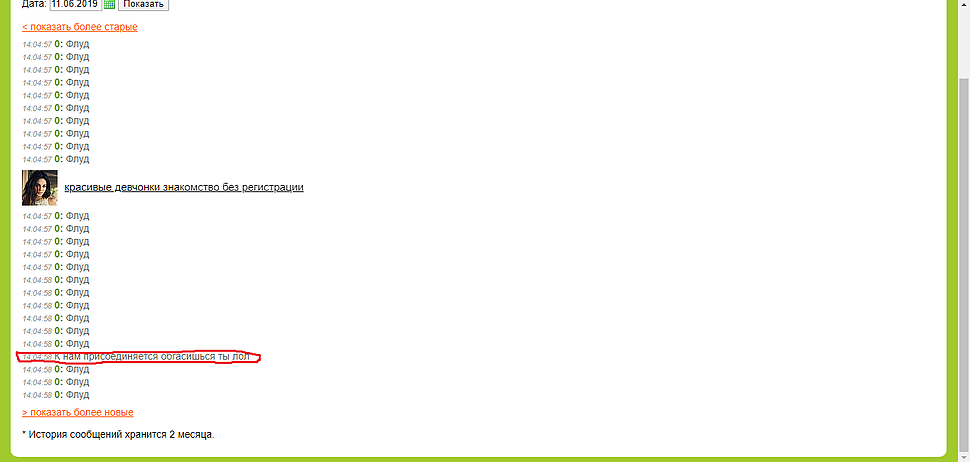 Дата: 11.06.2019 Показать
< показать более старые
14:04:57 0: Флуд
14:04:57 0: Флуд
14:04:57 0: Флуд
14:04:57 0: Флуд
14:04:57 0: Флуд
14:04:57 0: Флуд
14:04:57 0: Флуд
14:04:57 0: Флуд
14:04:57 0: Флуд
14:04:57 0: Флуд
красивые девчонки знакомство без регистрации
14:04:57 0: Флуд
14:04:57 0: Флуд
14:04:57 0: Флуд
14:04:57 0: Флуд
14:04:57 0: Флуд
14:04:58 0: Флуд
14:04:58 0: Флуд
14:04:58 0: Флуд
14:04:58 0: Флуд
14:04:58 0: Флуд
14:04:58 0: Флуд
14:04:58 К нам присоединяется обгасишься ты лол
14:04:58 0: Флуд
14:04:58 0: Флуд
14:04:58 0: Флуд
> показать более новые
* История сообщений хранится 2 месяца.